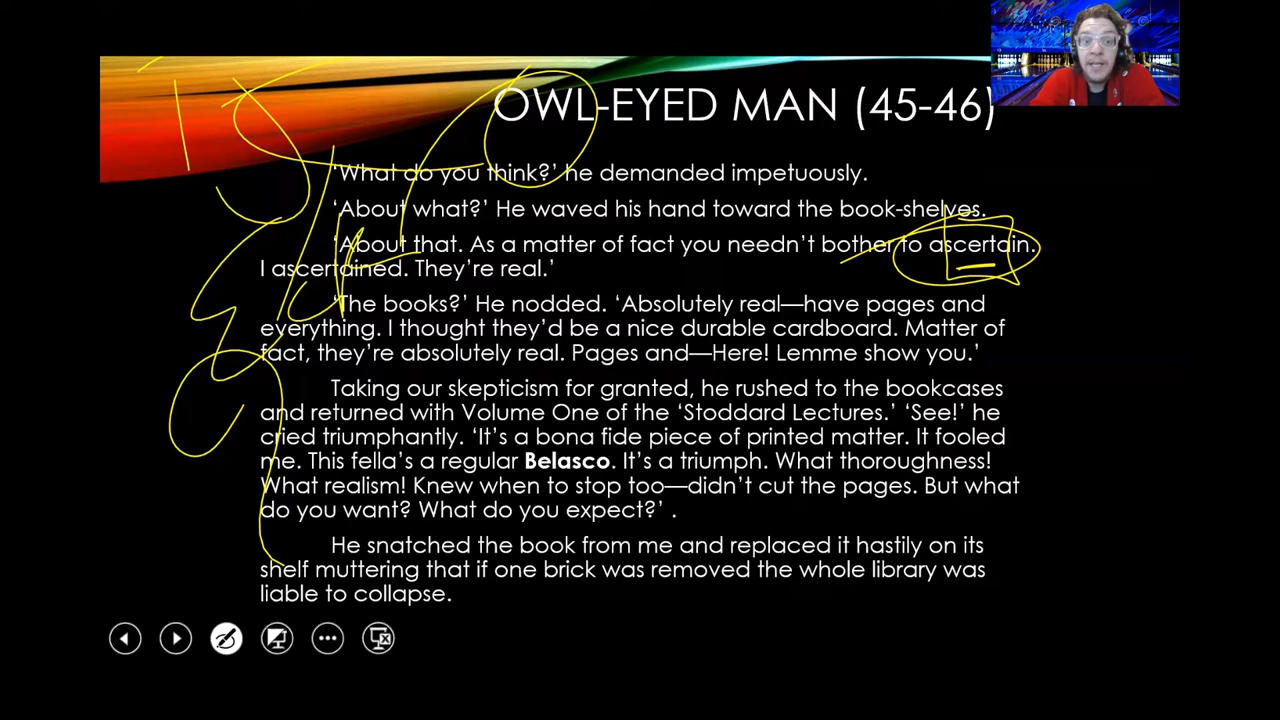 OWL-EYED MAN (45-46)
‘What do you think?’ he demanded impetuously.
‘About what?’ He waved his hand toward the book-shelves.
‘About that. As a matter of fact you needn’t bother to ascertain.
I ascertained. They’re real.’
‘The books?’ He nodded. ‘Absolutely real—have pages and
everything. I thought they’d be a nice durable cardboard. Matter of
fact, they’re absolutely real. Pages and—Here! Lemme show you.’
Taking our skepticism for granted, he rushed to the bookcases
and returned with Volume One of the ‘Stoddard Lectures.’ ‘See!’ he
cried triumphantly. ‘It’s a bona fide piece of printed matter. It fooled
me. This fella’s a regular Belasco. It’s a triumph. What thoroughness!
What realism! Knew when to stop too—didn’t cut the pages. But what
do you want? What do you expect?’ .
He snatched the book from me and replaced it hastily on its
shelf muttering that if one brick was removed the whole library was
liable to collapse.